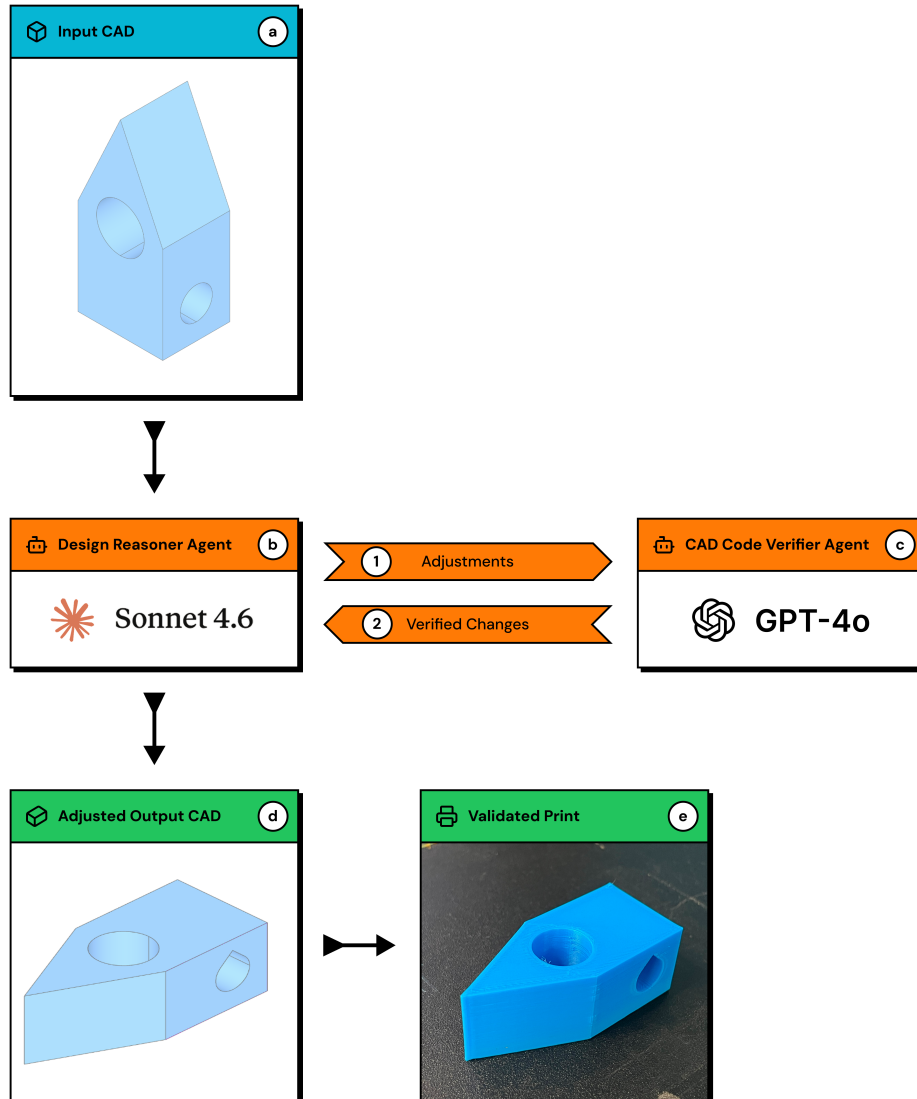 Input CAD
a
Design Reasoner Agent
b
Sonnet 4.6
1
Adjustments
2
Verified Changes
CAD Code Verifier Agent
c
GPT-4o
Adjusted Output CAD
d
Validated Print
e